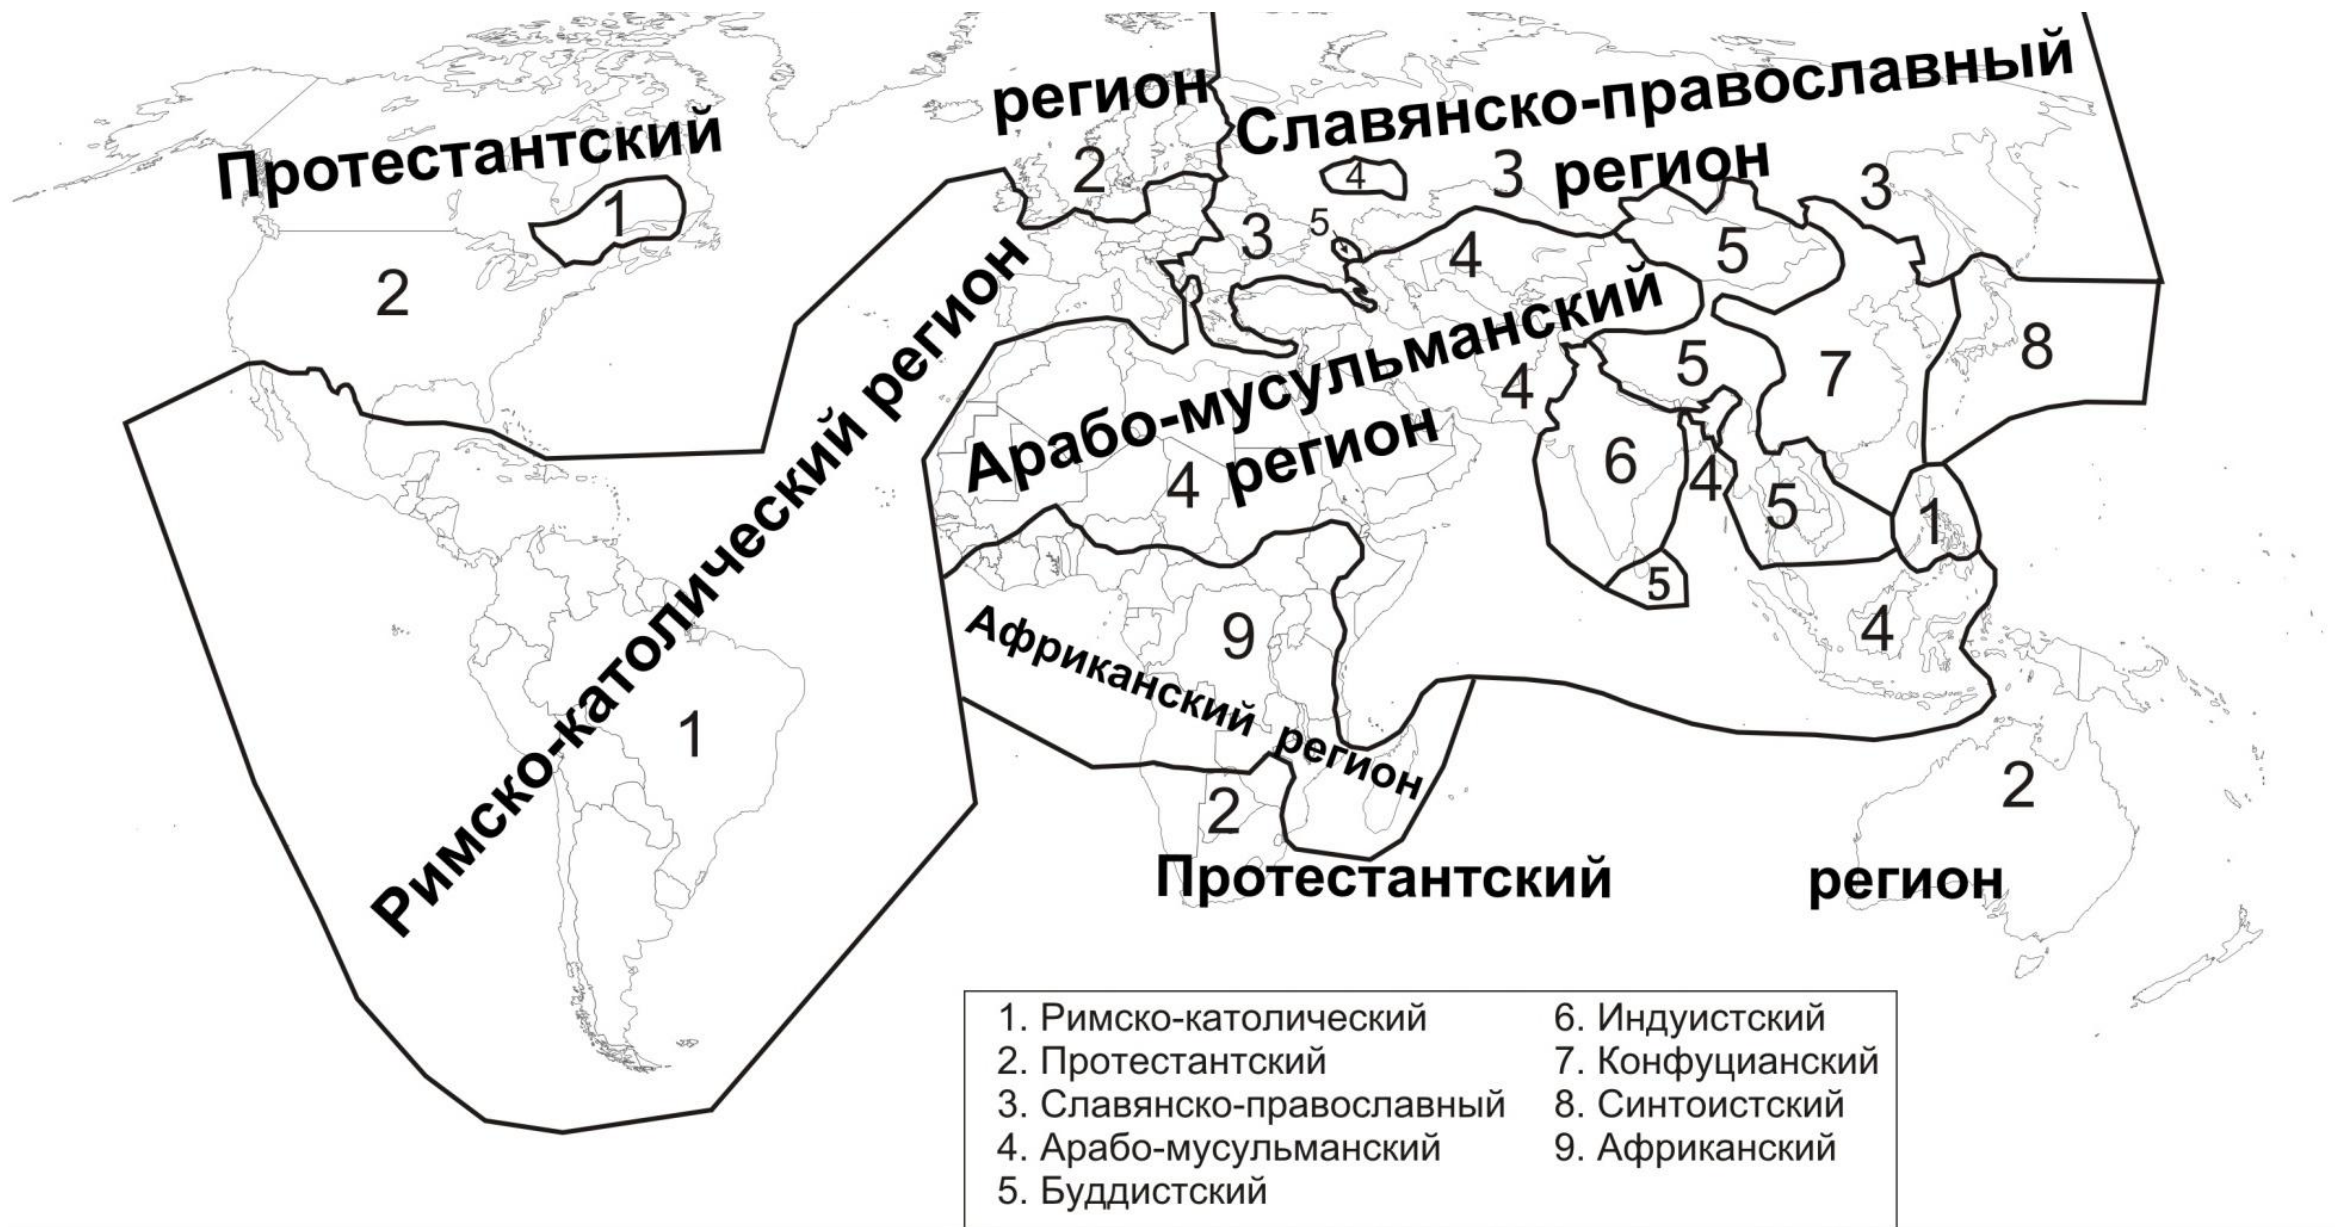 регион
Славянско-православный
регион
Протестантский
2
1
4
3
3
5
3
2
4
5
8
7
Римско-католический регион
Арабо-мусульманский
регион
4
5
4
6
4
5
1
5
4
9
Африканский регион
1
2
2
Протестантский регион
1. Римско-католический
2. Протестантский
3. Славянско-православный
4. Арабо-мусульманский
5. Буддистский
6. Индуистский
7. Конфуцианский
8. Синтоистский
9. Африканский